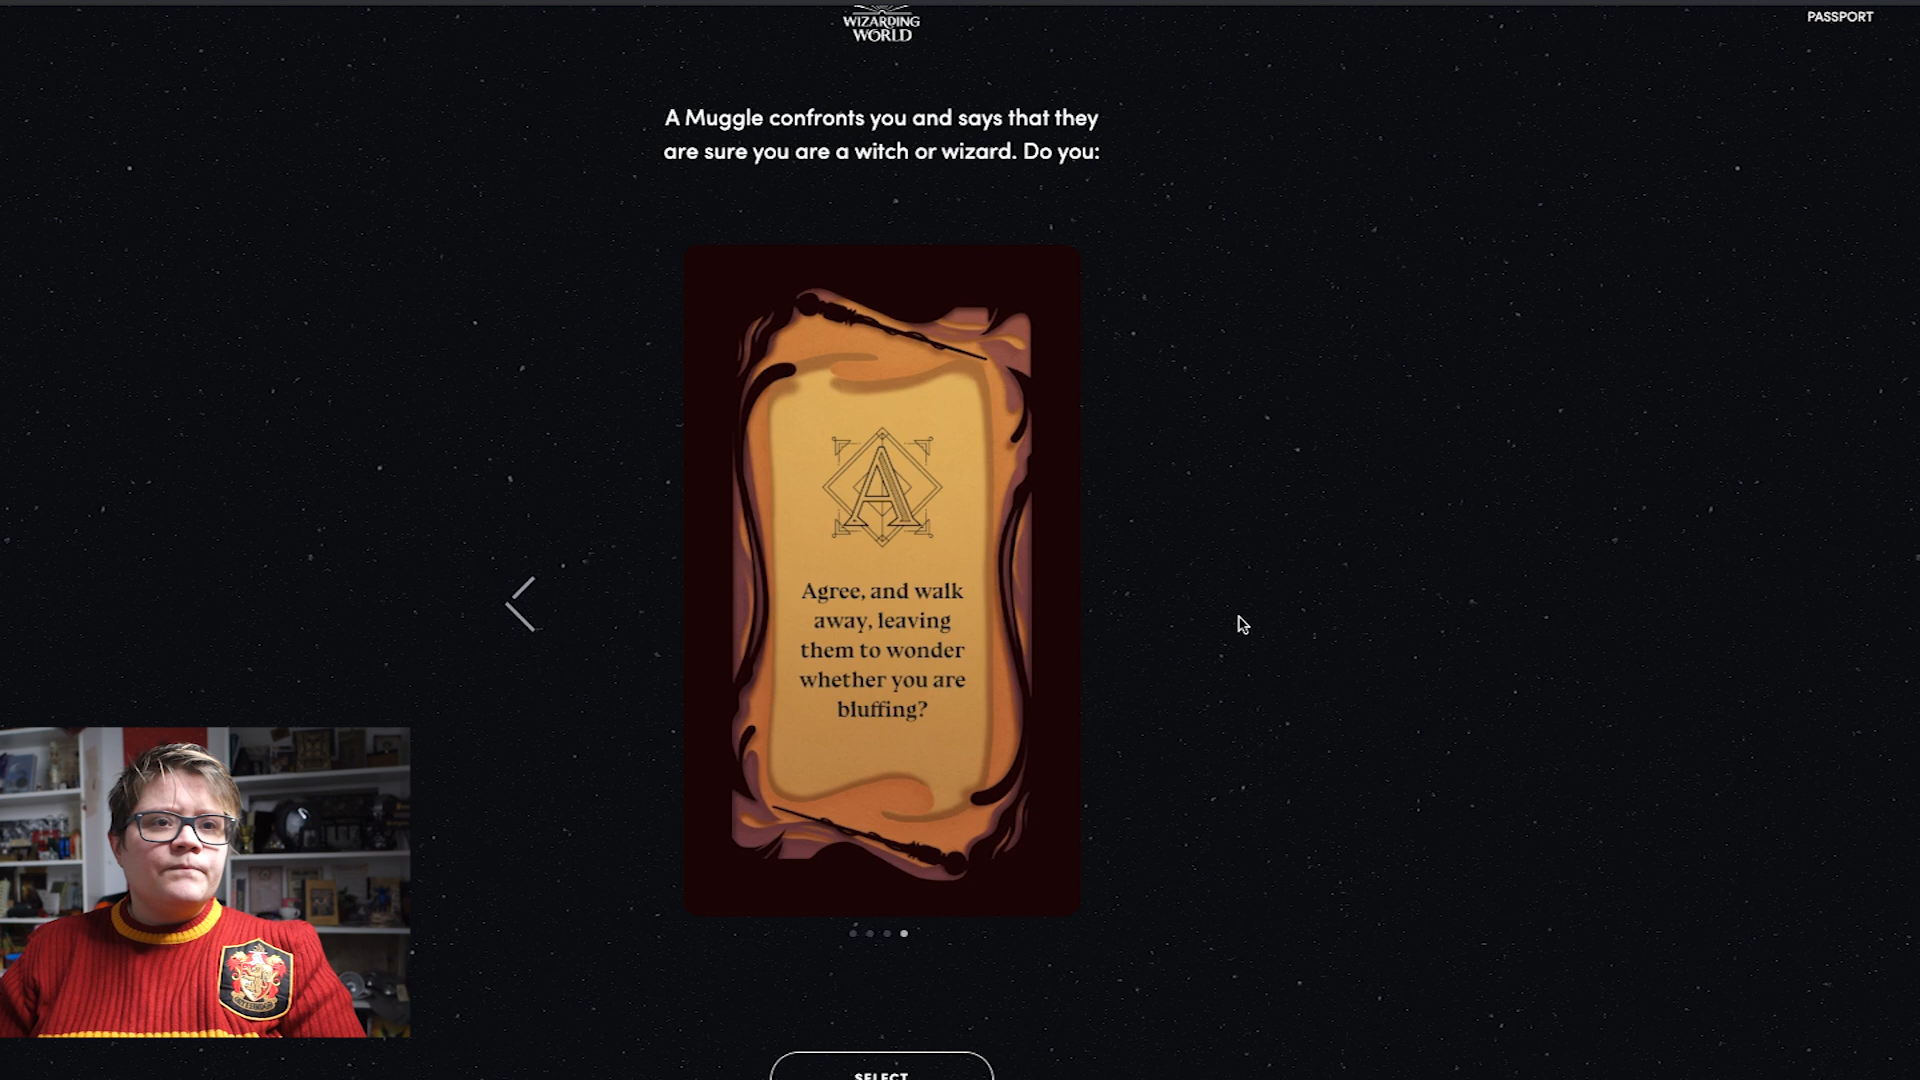 WIZARDING
WORLD
PASSPORT
A Muggle confronts you and says that they
are sure you are a witch or wizard. Do you:
A
Agree, and walk
away, leaving
them to wonder
whether you are
bluffing?
SELECT